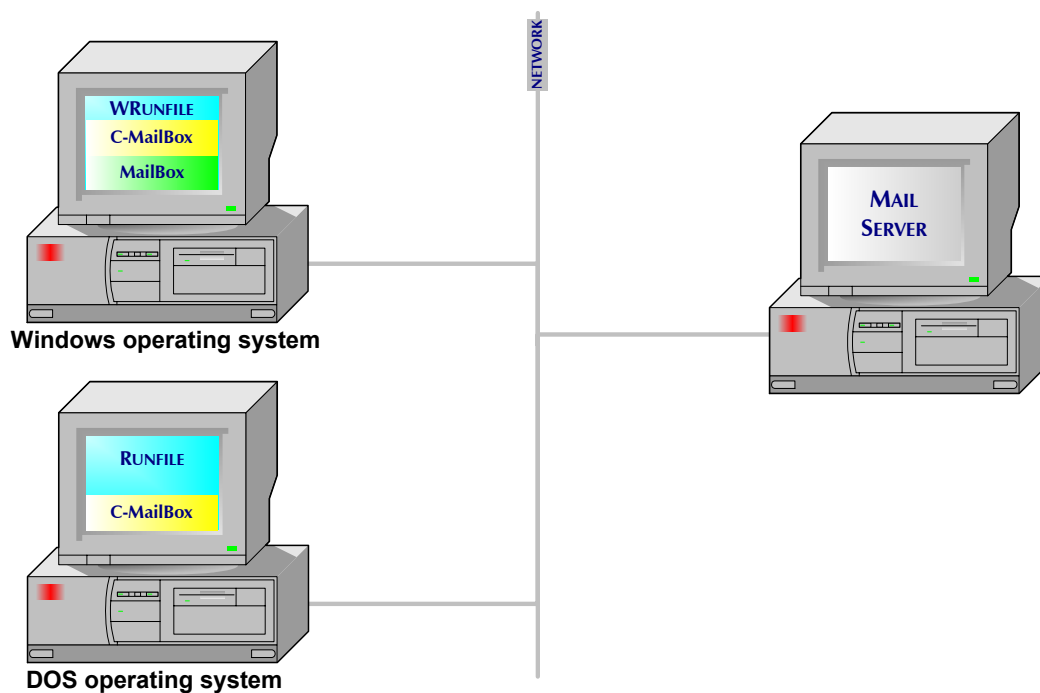 NETWORK
WRUNFILE
C-MailBox
MailBox
Windows operating system
MAIL
SERVER
RUNFILE
C-MailBox
DOS operating system